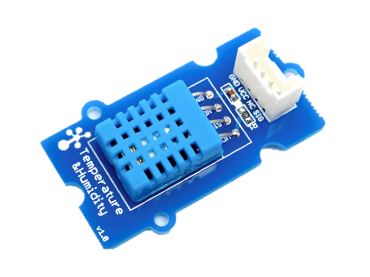 GND VCC NC SIG
Temperature
&Humidity
v1.0